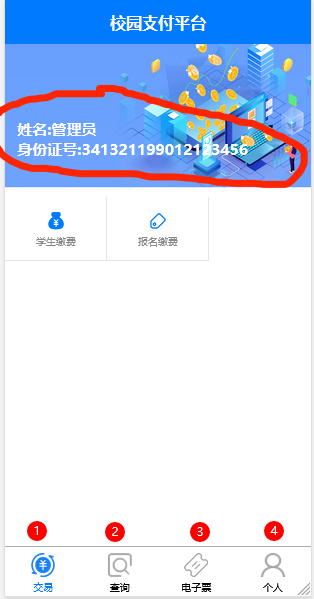 校园支付平台
姓名:管理员
身份证号:341321199012123456
学生缴费 报名缴费
1 2 3 4
交易 查询 电子票 个人